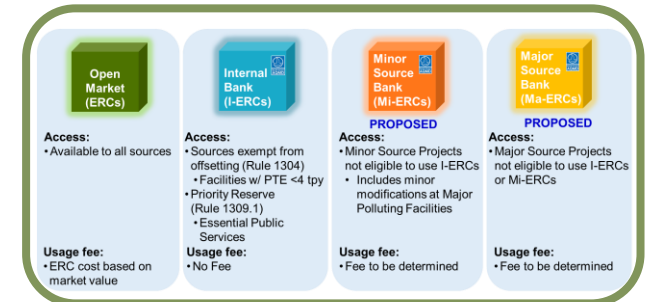 Open
Market
(ERCs)
Access:
•Available to all sources
Usage fee:
•ERC cost based on
market value
Internal
Bank
(I-ERCs)
Access:
•Sources exempt from
offsetting (Rule 1304)
•Facilities w/ PTE <4 tpy
•Priority Reserve
(Rule 1309.1)
•Essential Public
Services
Usage fee:
•No Fee
Minor
Source
Bank
(Mi-ERCs)
PROPOSED
Access:
•Minor Source Projects
not eligible to use I-ERCs
• Includes minor
modifications at Major
Polluting Facilities
Usage fee:
•Fee to be determined
Major
Source
Bank
(Ma-ERCs)
PROPOSED
Access:
•Major Source Projects
not eligible to use I-ERCs
or Mi-ERCs
Usage fee:
•Fee to be determined